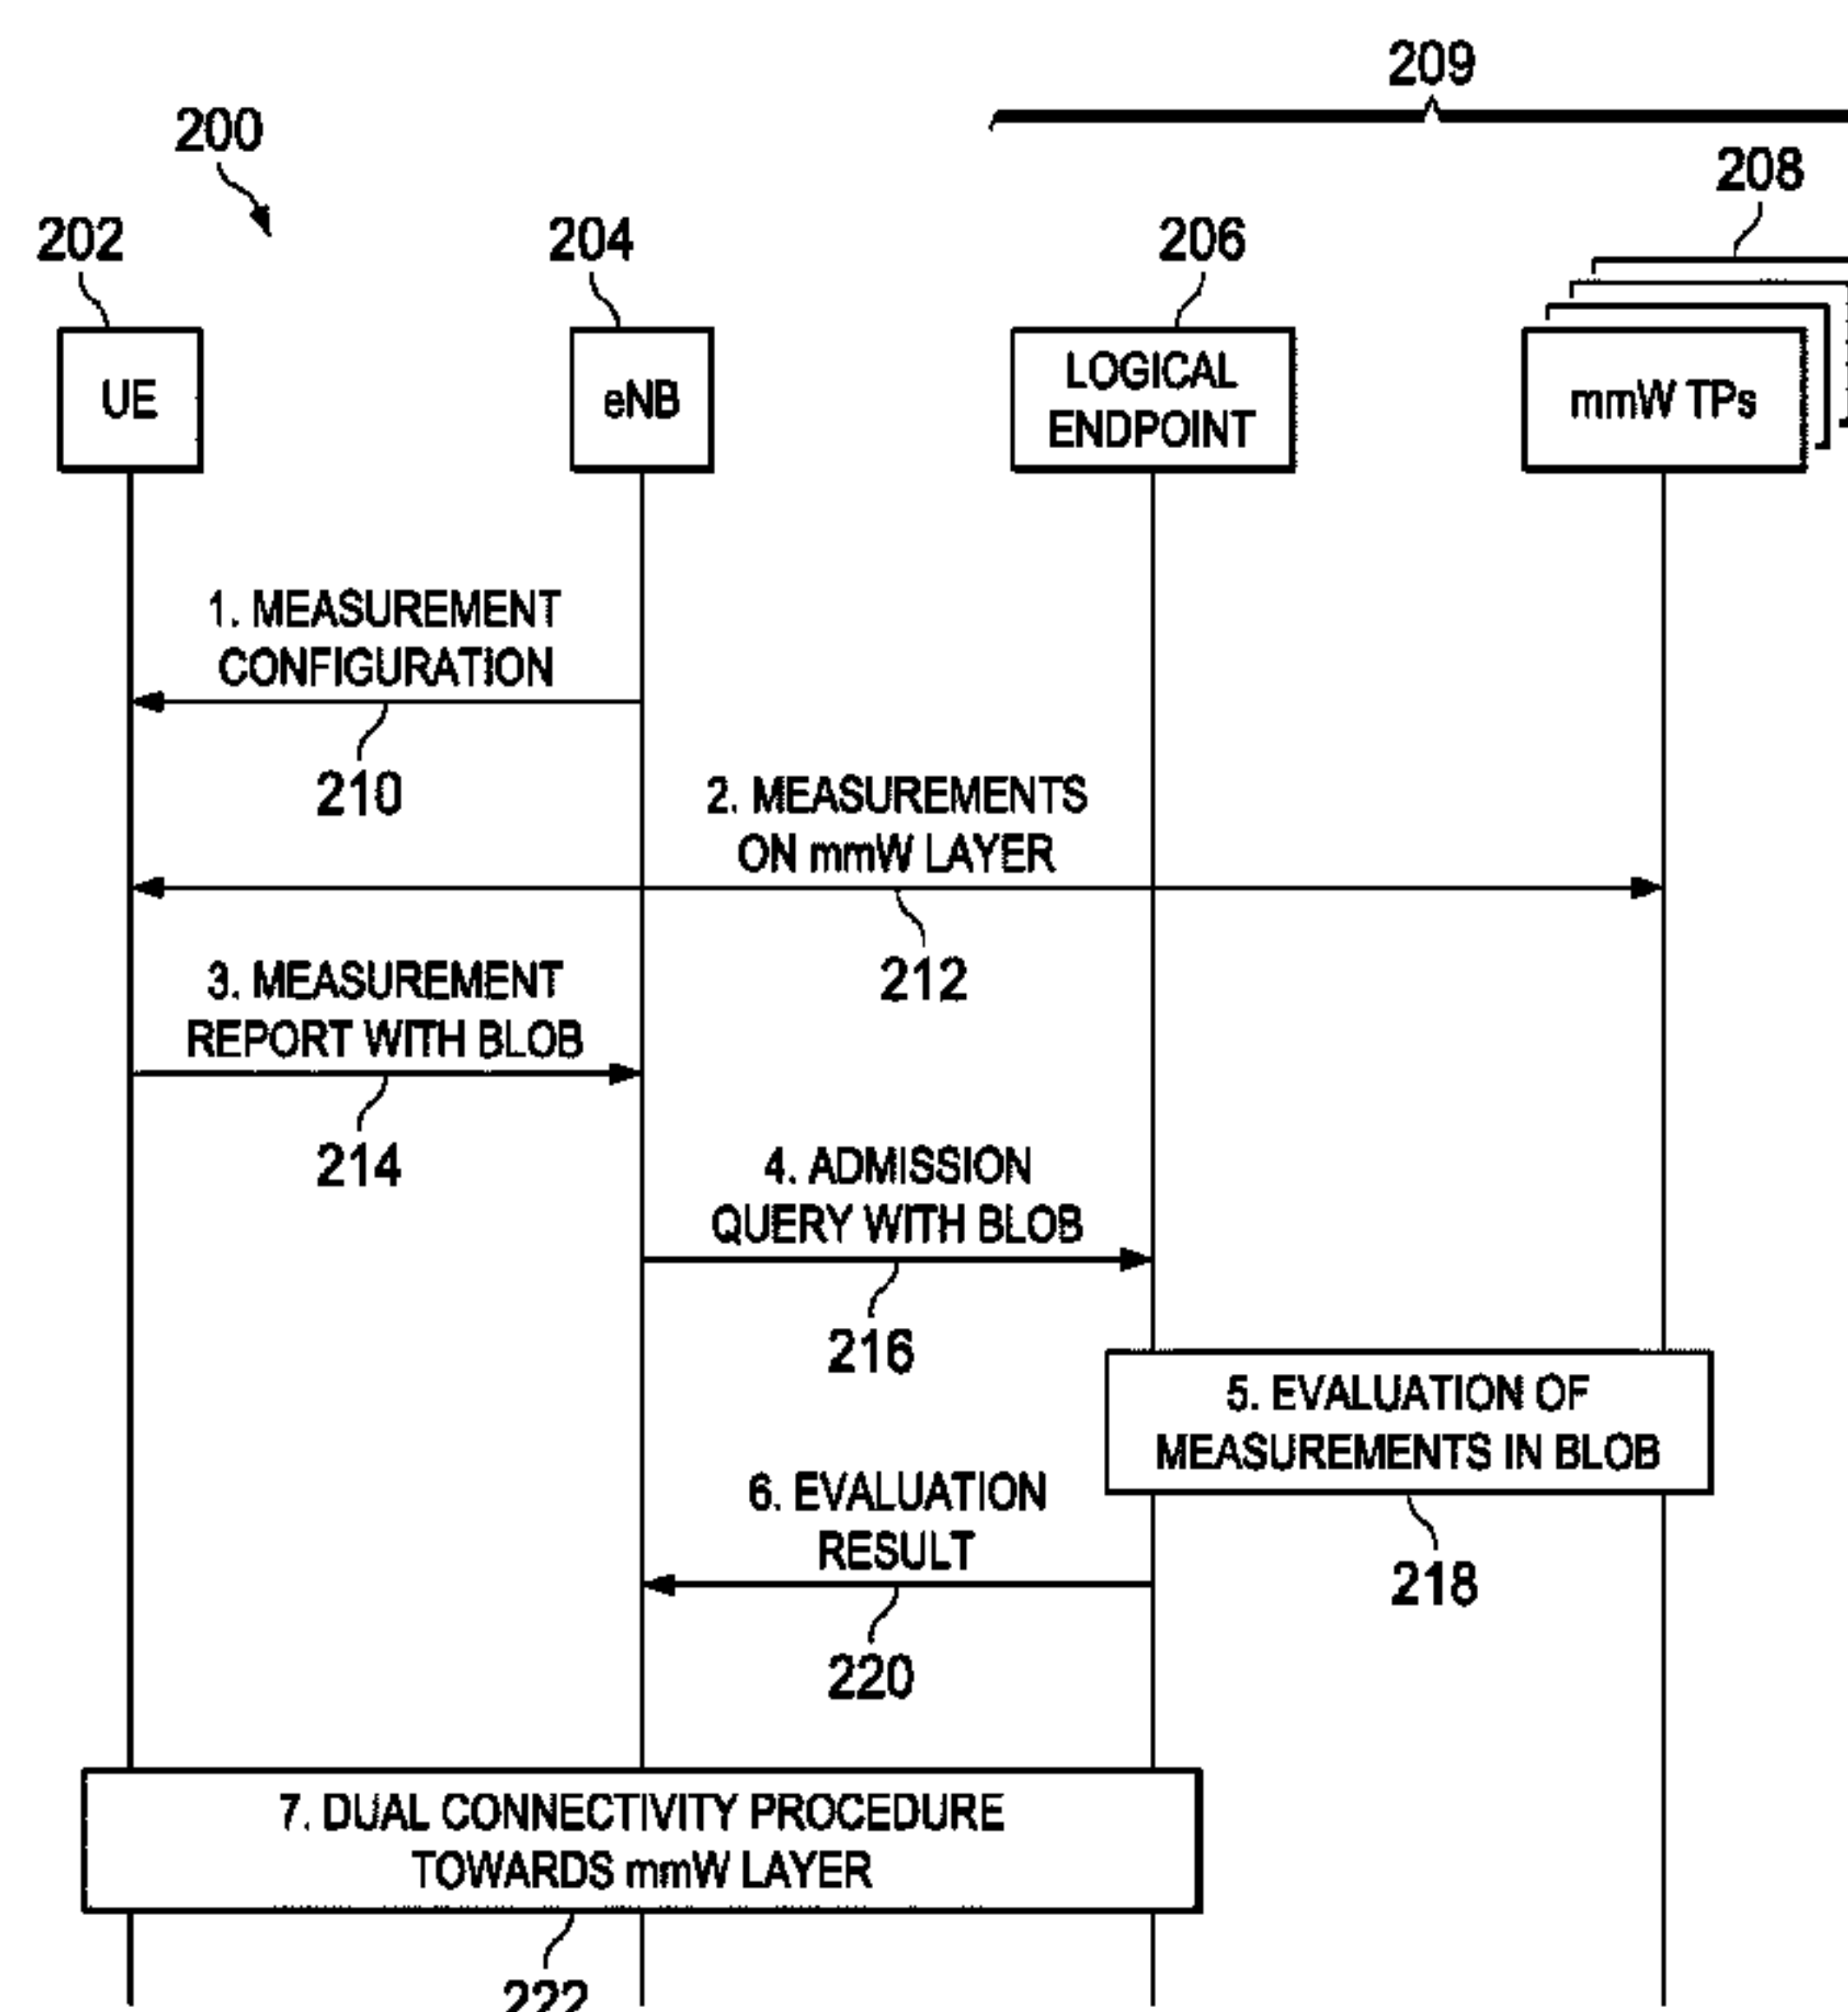 209
200
208
202
204
206
UE
eNB
LOGICAL
ENDPOINT
mmW TPs
1. MEASUREMENT
CONFIGURATION
210
2. MEASUREMENTS
ON mmW LAYER
212
3. MEASUREMENT
REPORT WITH BLOB
214
4. ADMISSION
QUERY WITH BLOB
216
5. EVALUATION OF
MEASUREMENTS IN BLOB
218
6. EVALUATION
RESULT
220
7. DUAL CONNECTIVITY PROCEDURE
TOWARDS mmW LAYER
222